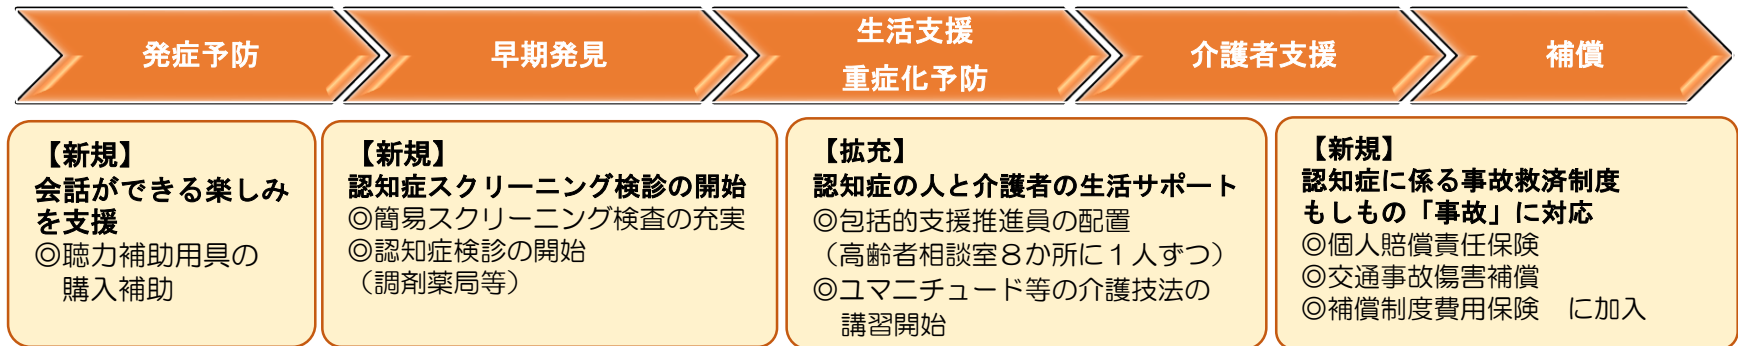 発症予防
早期発見
生活支援
重症化予防
介護者支援
補償
【新規】
会話ができる楽しみ
を支援
◎聴力補助用具の
購入補助
【新規】
認知症スクリーニング検診の開始
◎簡易スクリーニング検査の充実
◎認知症検診の開始
（調剤薬局等）
【拡充】
認知症の人と介護者の生活サポート
◎包括的支援推進員の配置
（高齢者相談室８か所に１人ずつ）
◎ユマニチュード等の介護技法の
講習開始
【新規】
認知症に係る事故救済制度
もしもの「事故」に対応
◎個人賠償責任保険
◎交通事故傷害補償
◎補償制度費用保険　に加入